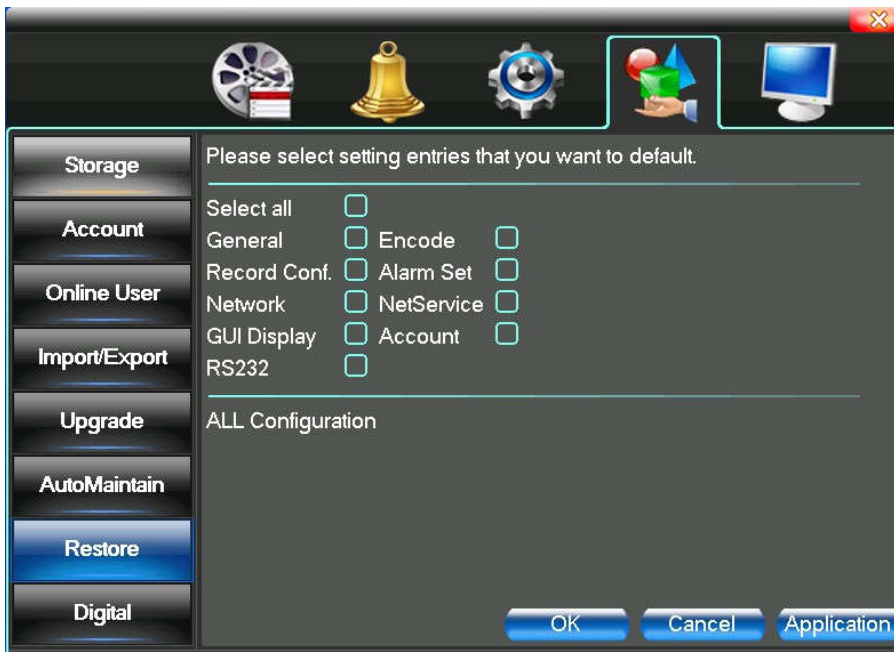 Storage
Account
Online User
Import/Export
Upgrade
AutoMaintain
Restore
Digital
Please select setting entries that you want to default.
Select all
General Encode
Record Conf. Alarm Set
Network NetService
GUI Display Account
RS232
ALL Configuration
OK Cancel Application